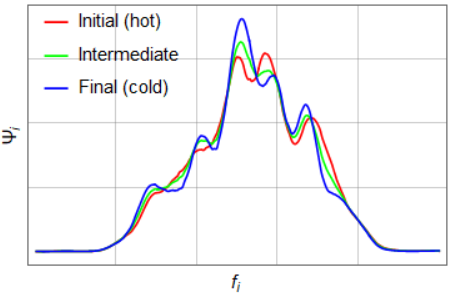 Initial (hot)
Intermediate
Final (cold)
Ψi
fi